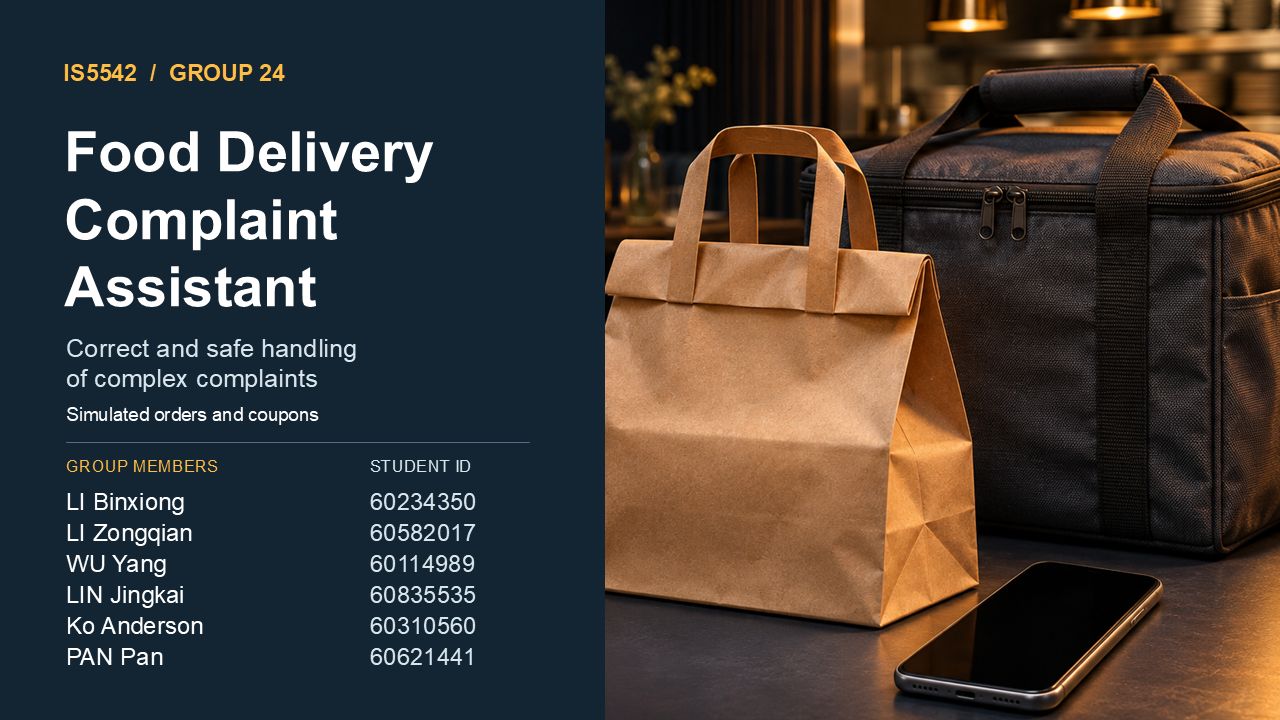 IS5542 / GROUP 24
Food Delivery
Complaint
Assistant
Correct and safe handling
of complex complaints
Simulated orders and coupons
GROUP MEMBERS STUDENT ID
LI Binxiong 60234350
LI Zongqian 60582017
WU Yang 60114989
LIN Jingkai 60835535
Ko Anderson 60310560
PAN Pan 60621441